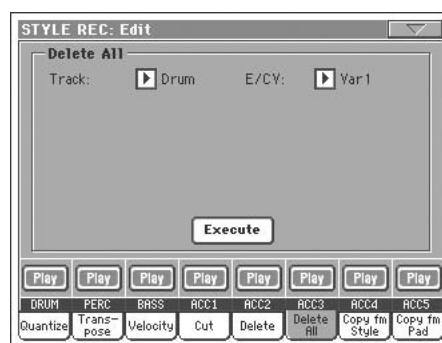 STYLE REC: Edit
Delete All
Track: Drum E/CV: Var1
Execute
Play Play Play Play Play Play Play Play
DRUM PERC BASS ACC1 ACC2 ACC3 ACC4 ACC5
Quantize Trans-pose Velocity Cut Delete Delete All Copy fm Style Copy fm Pad